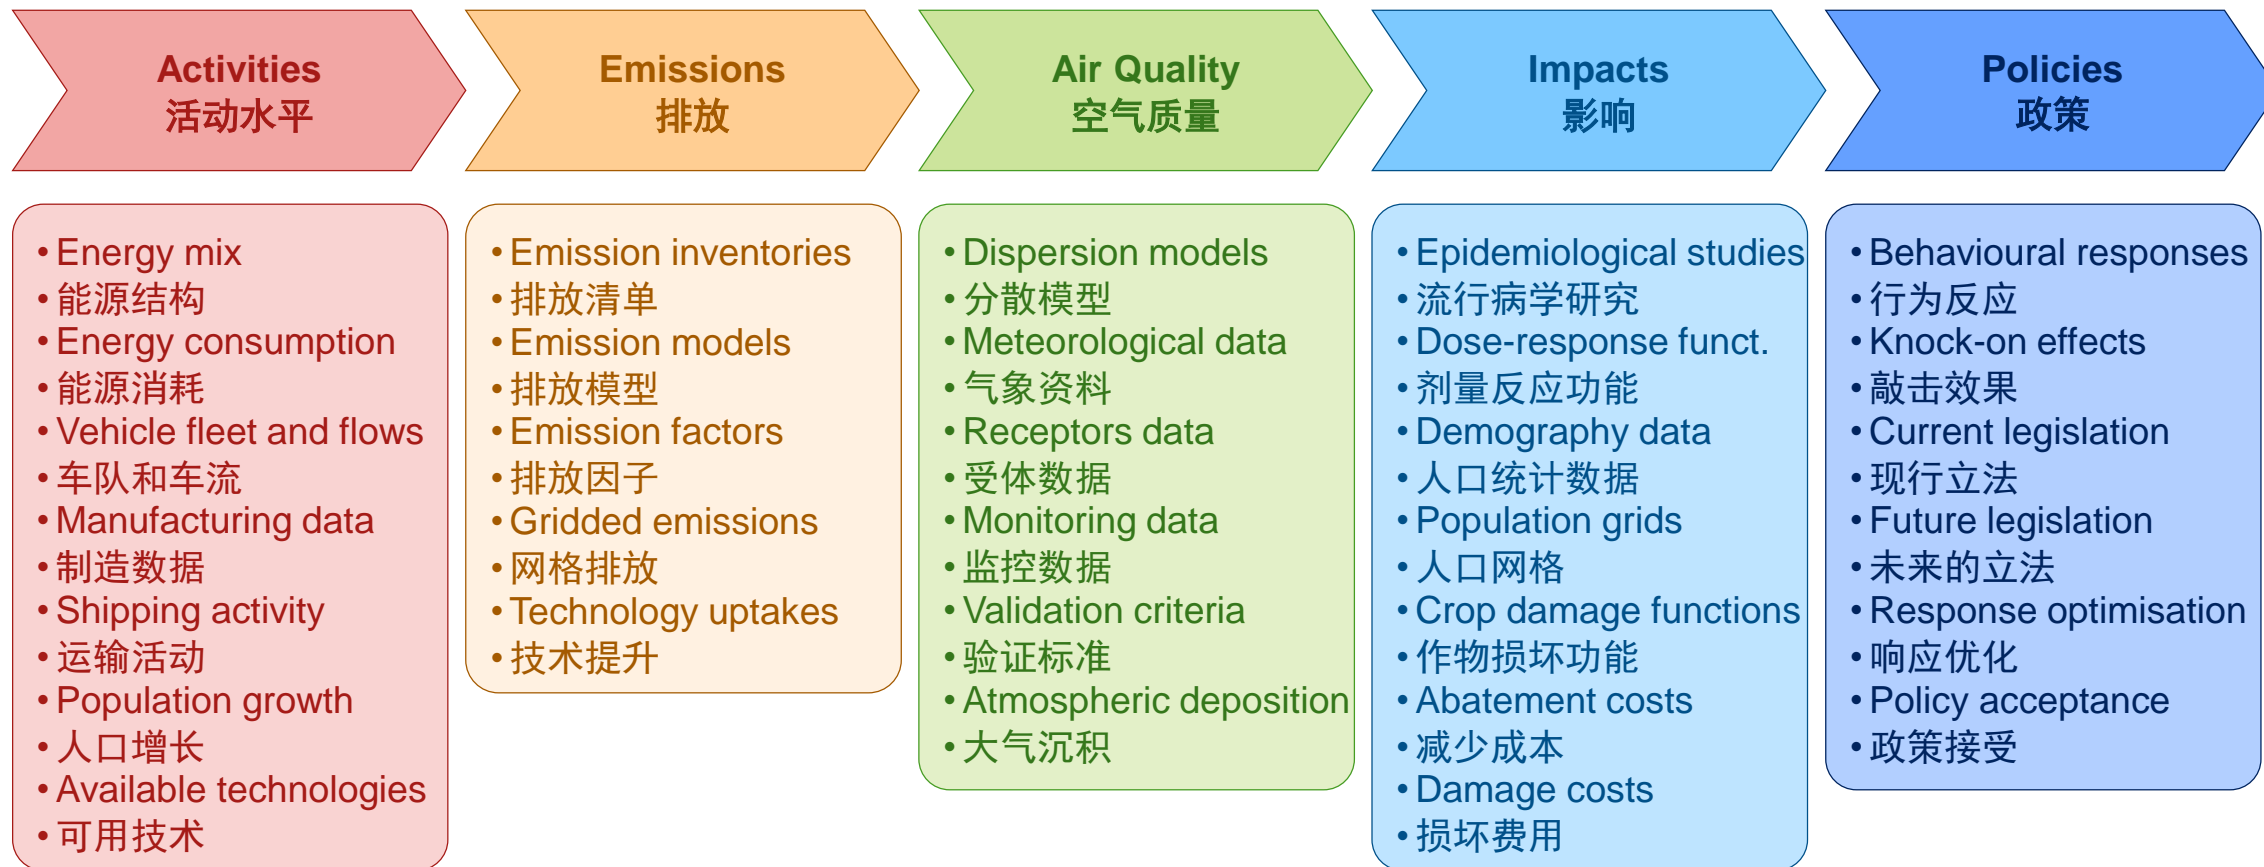 Activities
活动水平
Emissions
排放
Air Quality
空气质量
Impacts
影响
Policies
政策
• Energy mix
• 能源结构
• Energy consumption
• 能源消耗
• Vehicle fleet and flows
• 车队和车流
• Manufacturing data
• 制造数据
• Shipping activity
• 运输活动
• Population growth
• 人口增长
• Available technologies
• 可用技术
• Emission inventories
• 排放清单
• Emission models
• 排放模型
• Emission factors
• 排放因子
• Gridded emissions
• 网格排放
• Technology uptakes
• 技术提升
• Dispersion models
• 分散模型
• Meteorological data
• 气象资料
• Receptors data
• 受体数据
• Monitoring data
• 监控数据
• Validation criteria
• 验证标准
• Atmospheric deposition
• 大气沉积
• Epidemiological studies
• 流行病学研究
• Dose-response funct.
• 剂量反应功能
• Demography data
• 人口统计数据
• Population grids
• 人口网格
• Crop damage functions
• 作物损坏功能
• Abatement costs
• 减少成本
• Damage costs
• 损坏费用
• Behavioural responses
• 行为反应
• Knock-on effects
• 敲击效果
• Current legislation
• 现行立法
• Future legislation
• 未来的立法
• Response optimisation
• 响应优化
• Policy acceptance
• 政策接受